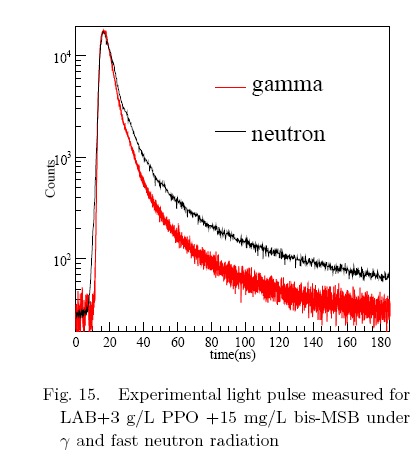 10⁴
gamma
neutron
10³
Counts
10²
0 20 40 60 80 100 120 140 160 180
time(ns)
Fig. 15. Experimental light pulse measured for
LAB+3 g/L PPO +15 mg/L bis-MSB under
γ and fast neutron radiation